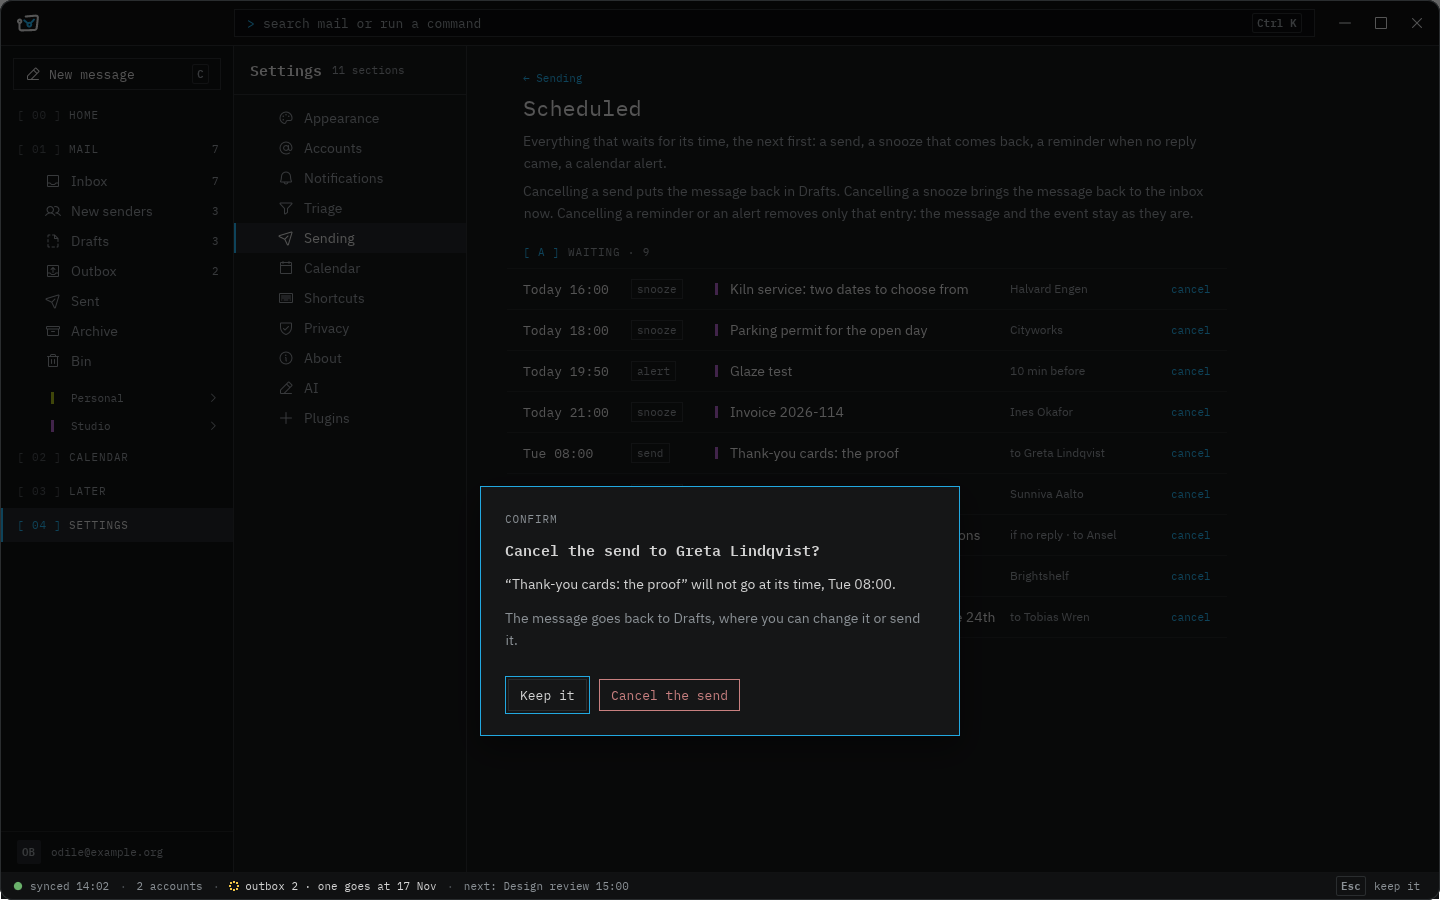 > search mail or run a command
Ctrl K
New message
C
[ 00 ] HOME
[ 01 ] MAIL 7
Inbox 7
New senders 3
Drafts 3
Outbox 2
Sent
Archive
Bin
Personal
Studio
[ 02 ] CALENDAR
[ 03 ] LATER
[ 04 ] SETTINGS
OB odile@example.org
Settings 11 sections
Appearance
Accounts
Notifications
Triage
Sending
Calendar
Shortcuts
Privacy
About
AI
Plugins
← Sending
Scheduled
Everything that waits for its time, the next first: a send, a snooze that comes back, a reminder when no reply
came, a calendar alert.
Cancelling a send puts the message back in Drafts. Cancelling a snooze brings the message back to the inbox
now. Cancelling a reminder or an alert removes only that entry: the message and the event stay as they are.
[ A ] WAITING · 9
Today 16:00 snooze Kiln service: two dates to choose from Halvard Engen cancel
Today 18:00 snooze Parking permit for the open day Cityworks cancel
Today 19:50 alert Glaze test 10 min before cancel
Today 21:00 snooze Invoice 2026-114 Ines Okafor cancel
Tue 08:00 send Thank-you cards: the proof to Greta Lindqvist cancel
Sunniva Aalto cancel
ons if no reply · to Ansel cancel
Brightshelf cancel
24th to Tobias Wren cancel
CONFIRM
Cancel the send to Greta Lindqvist?
“Thank-you cards: the proof” will not go at its time, Tue 08:00.
The message goes back to Drafts, where you can change it or send
it.
Keep it
Cancel the send
synced 14:02 · 2 accounts · outbox 2 · one goes at 17 Nov · next: Design review 15:00
Esc keep it